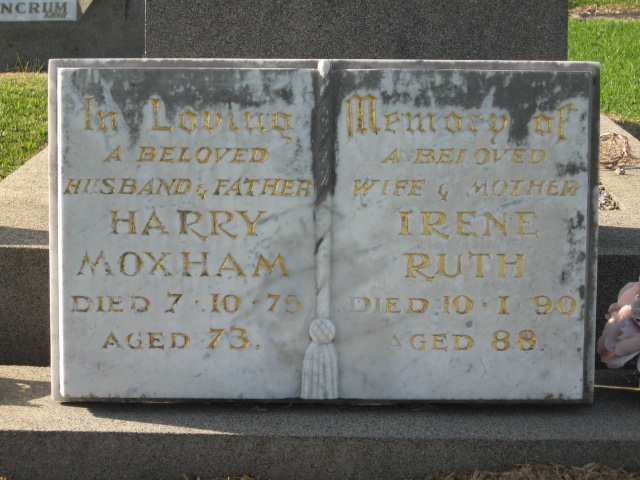 In Loving
A BELOVED
HUSBAND & FATHER
HARRY
MOXHAM
DIED 7·10·75
AGED 73.
Memory of
A BELOVED
WIFE & MOTHER
IRENE
RUTH
DIED 10·1·90
AGED 88.